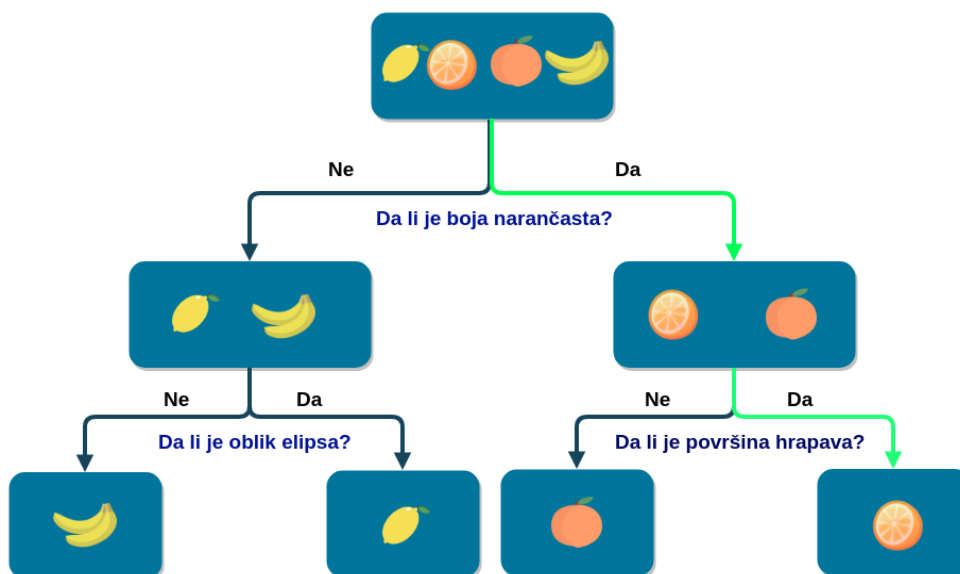 Ne
Da
Da li je boja narančasta?
Ne
Da
Ne
Da
Da li je oblik elipsa?
Da li je površina hrapava?